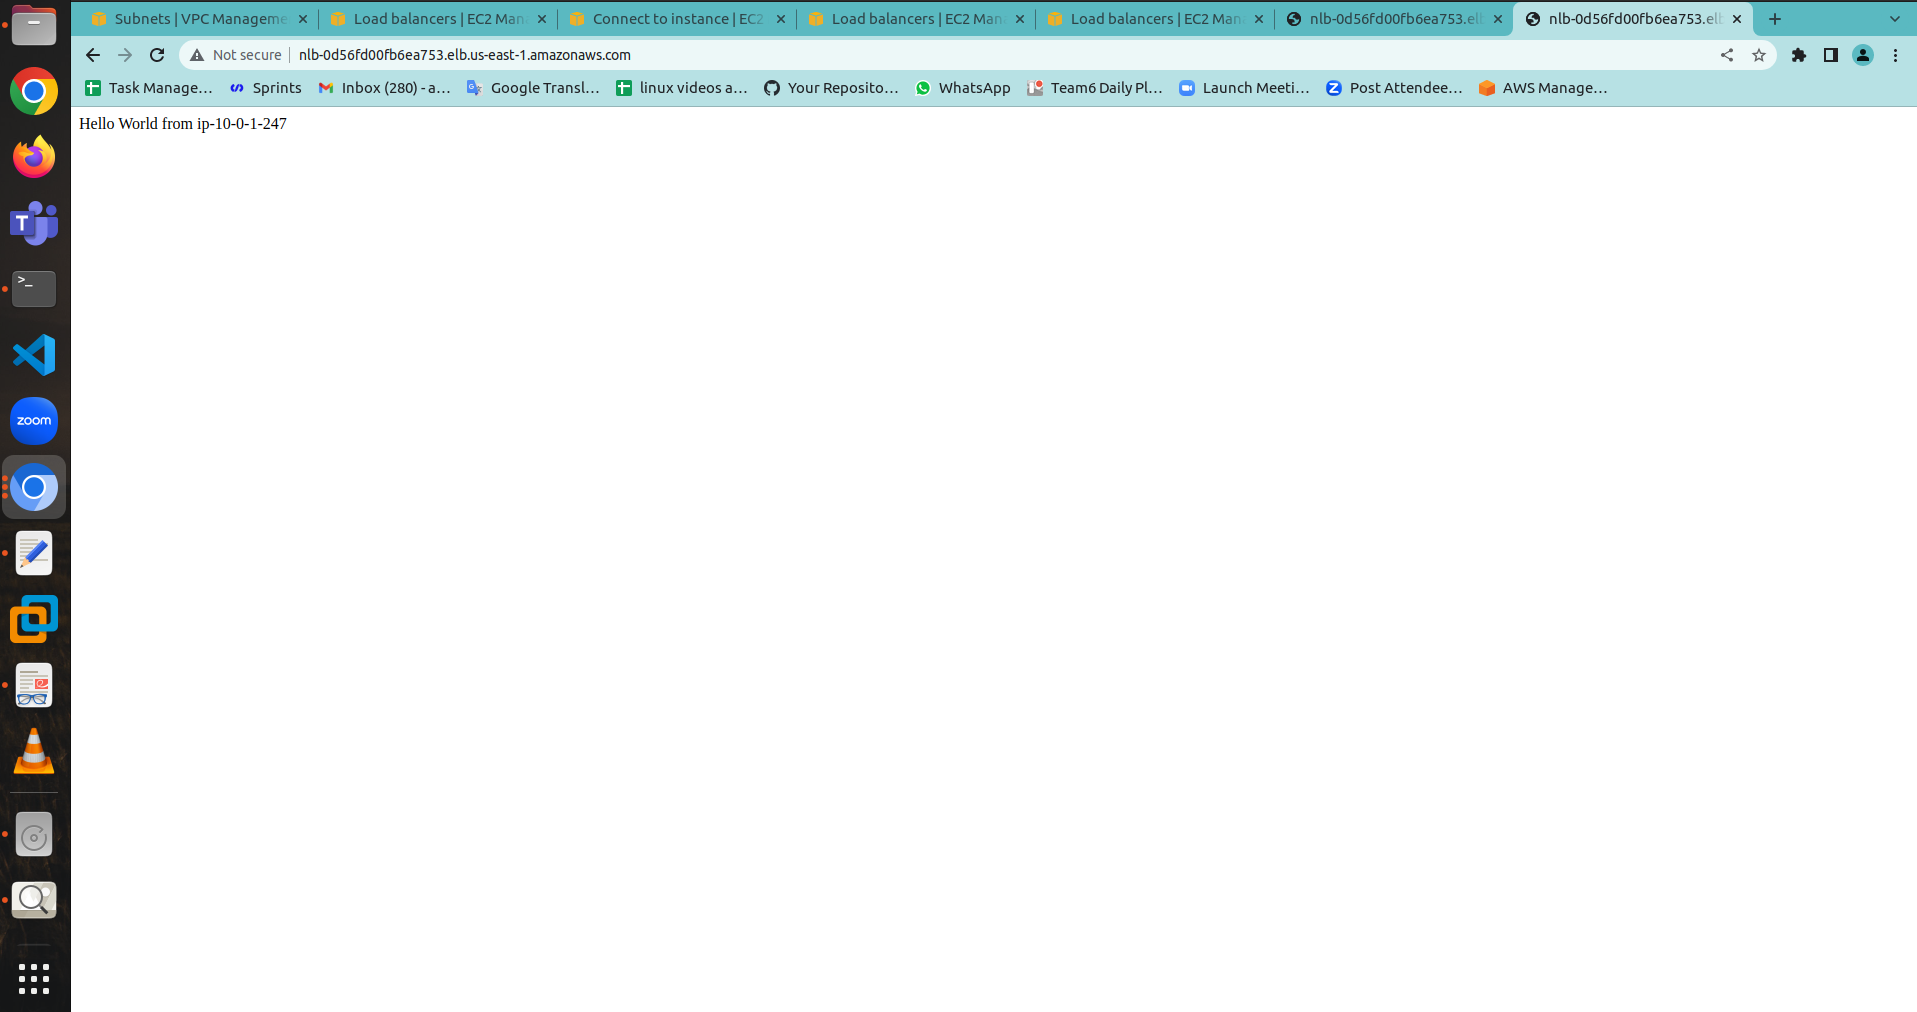 Subnets | VPC Manageme
Load balancers | EC2 Man
Connect to instance | EC2
Load balancers | EC2 Man
Load balancers | EC2 Man
nlb-0d56fd00fb6ea753.elb
nlb-0d56fd00fb6ea753.elb
Not secure
nlb-0d56fd00fb6ea753.elb.us-east-1.amazonaws.com
Task Manage...
Sprints
Inbox (280) - a...
Google Transl...
linux videos a...
Your Reposito...
WhatsApp
Team6 Daily Pl...
Launch Meeti...
Post Attendee...
AWS Manage...
Hello World from ip-10-0-1-247
T
>_
zoom